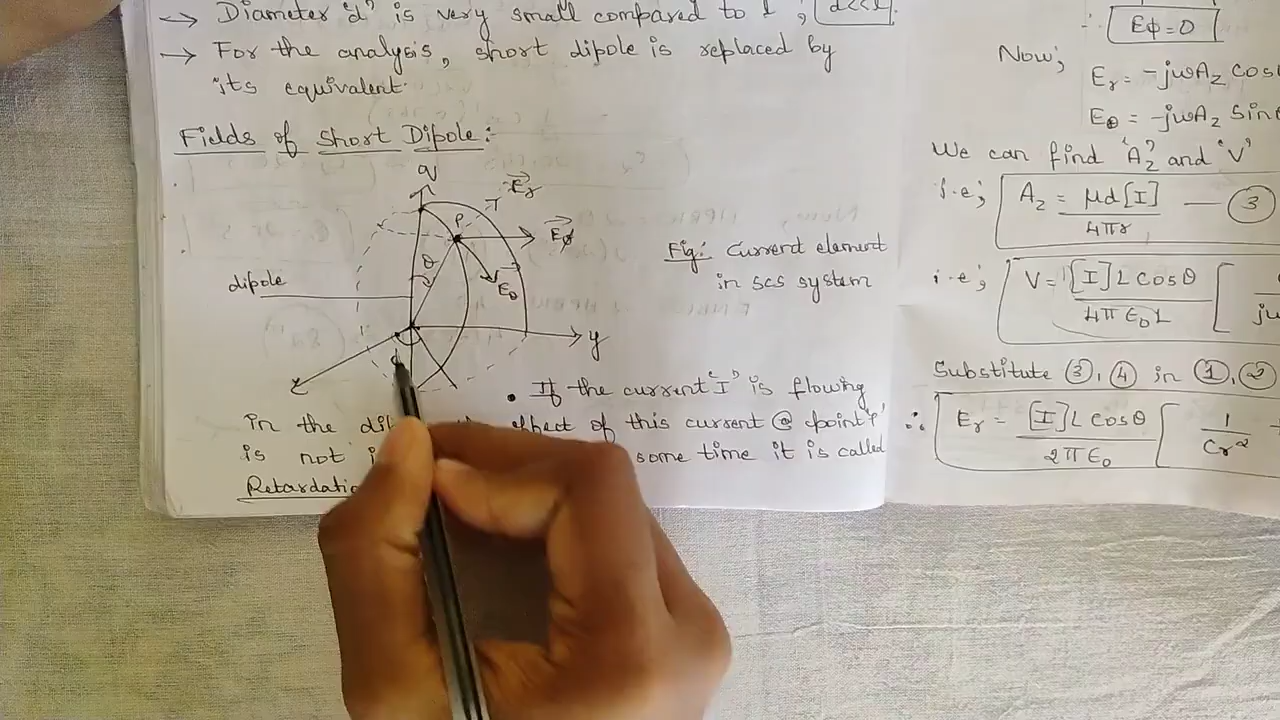 → Diameter 'd' is very small compared to l ; d<<l.
→ For the analysis, short dipole is replaced by
its equivalent.
Fields of Short Dipole:-
Er
P
Eϕ
θ
Eθ
dipole
y
Fig: Current element
in scs system
. If the current 'I' is flowing
in the effect of this current @ point 'P'
is not some time it is called
∴ Eϕ=0
Now;
Er = -jωAz
Eθ = -jωAz
We can find 'Az' and 'V'
i.e; Az = μd[I] / 4πr — ③
i.e; V= [I] L Cosθ / 4π
Substitute ③, ④ in ①, ②
∴ Er = [I]L Cosθ / 2π ϵ0 [ 1 / Cr²